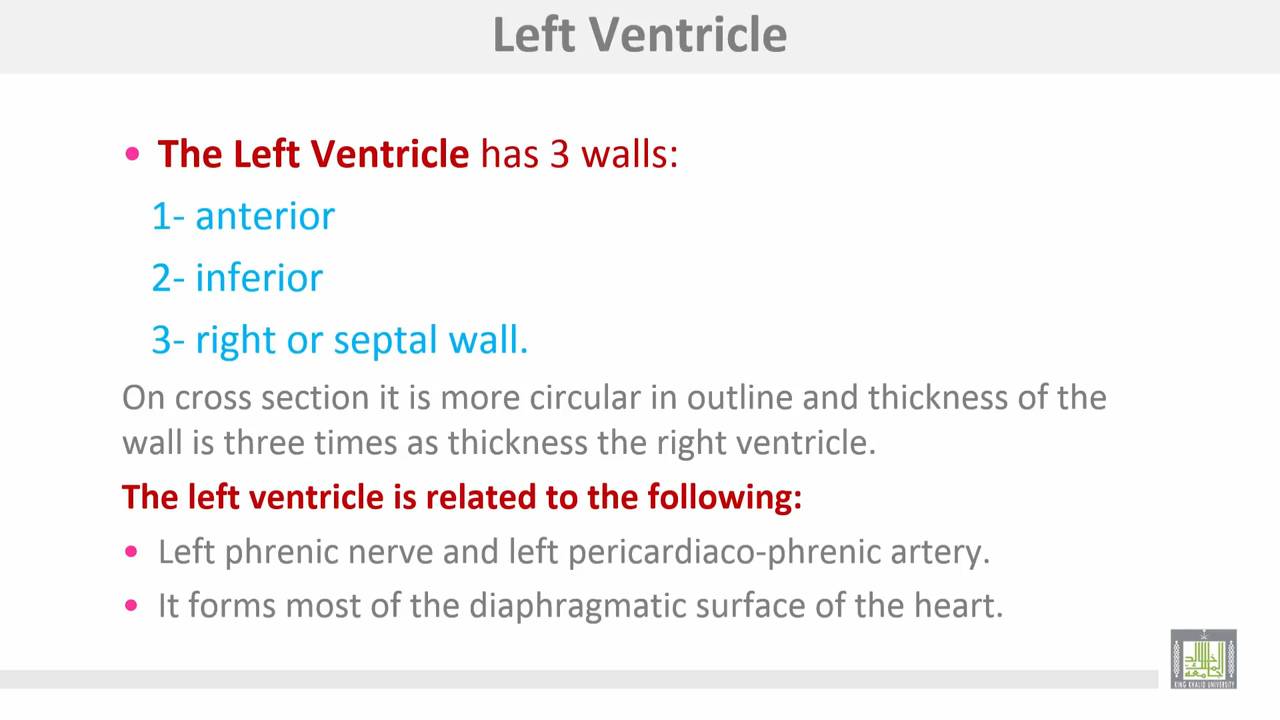 Left Ventricle
• The Left Ventricle has 3 walls:
1- anterior
2- inferior
3- right or septal wall.
On cross section it is more circular in outline and thickness of the
wall is three times as thickness the right ventricle.
The left ventricle is related to the following:
• Left phrenic nerve and left pericardiaco-phrenic artery.
• It forms most of the diaphragmatic surface of the heart.
KING KHALID UNIVERSITY